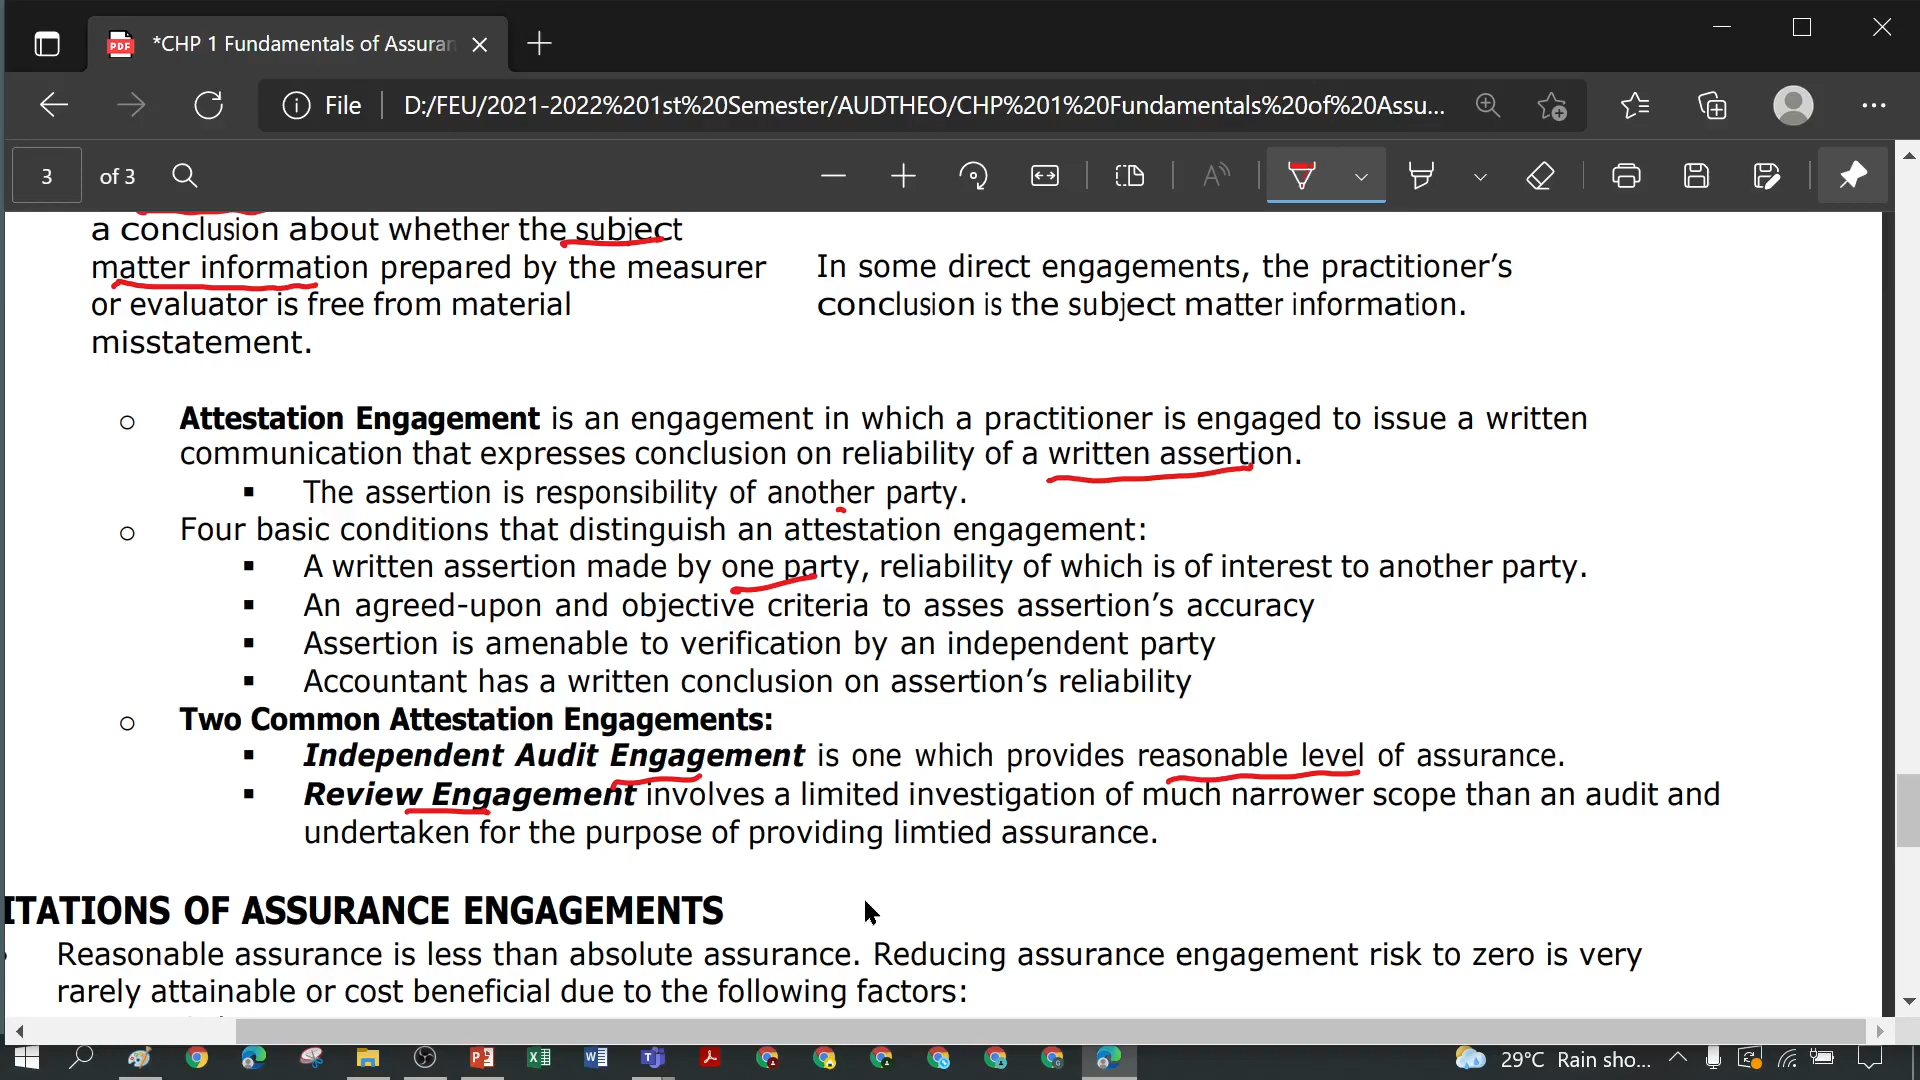 *CHP 1 Fundamentals of Assuran
File D:/FEU/2021-2022%201st%20Semester/AUDTHEO/CHP%201%20Fundamentals%20of%20Assu...
3 of 3
a conclusion about whether the subject
matter information prepared by the measurer
or evaluator is free from material
misstatement.
In some direct engagements, the practitioner's
conclusion is the subject matter information.
Attestation Engagement is an engagement in which a practitioner is engaged to issue a written
communication that expresses conclusion on reliability of a written assertion.
The assertion is responsibility of another party.
Four basic conditions that distinguish an attestation engagement:
A written assertion made by one party, reliability of which is of interest to another party.
An agreed-upon and objective criteria to asses assertion's accuracy
Assertion is amenable to verification by an independent party
Accountant has a written conclusion on assertion's reliability
Two Common Attestation Engagements:
Independent Audit Engagement is one which provides reasonable level of assurance.
Review Engagement involves a limited investigation of much narrower scope than an audit and
undertaken for the purpose of providing limtied assurance.
ITATIONS OF ASSURANCE ENGAGEMENTS
Reasonable assurance is less than absolute assurance. Reducing assurance engagement risk to zero is very
rarely attainable or cost beneficial due to the following factors:
29°C Rain sho...